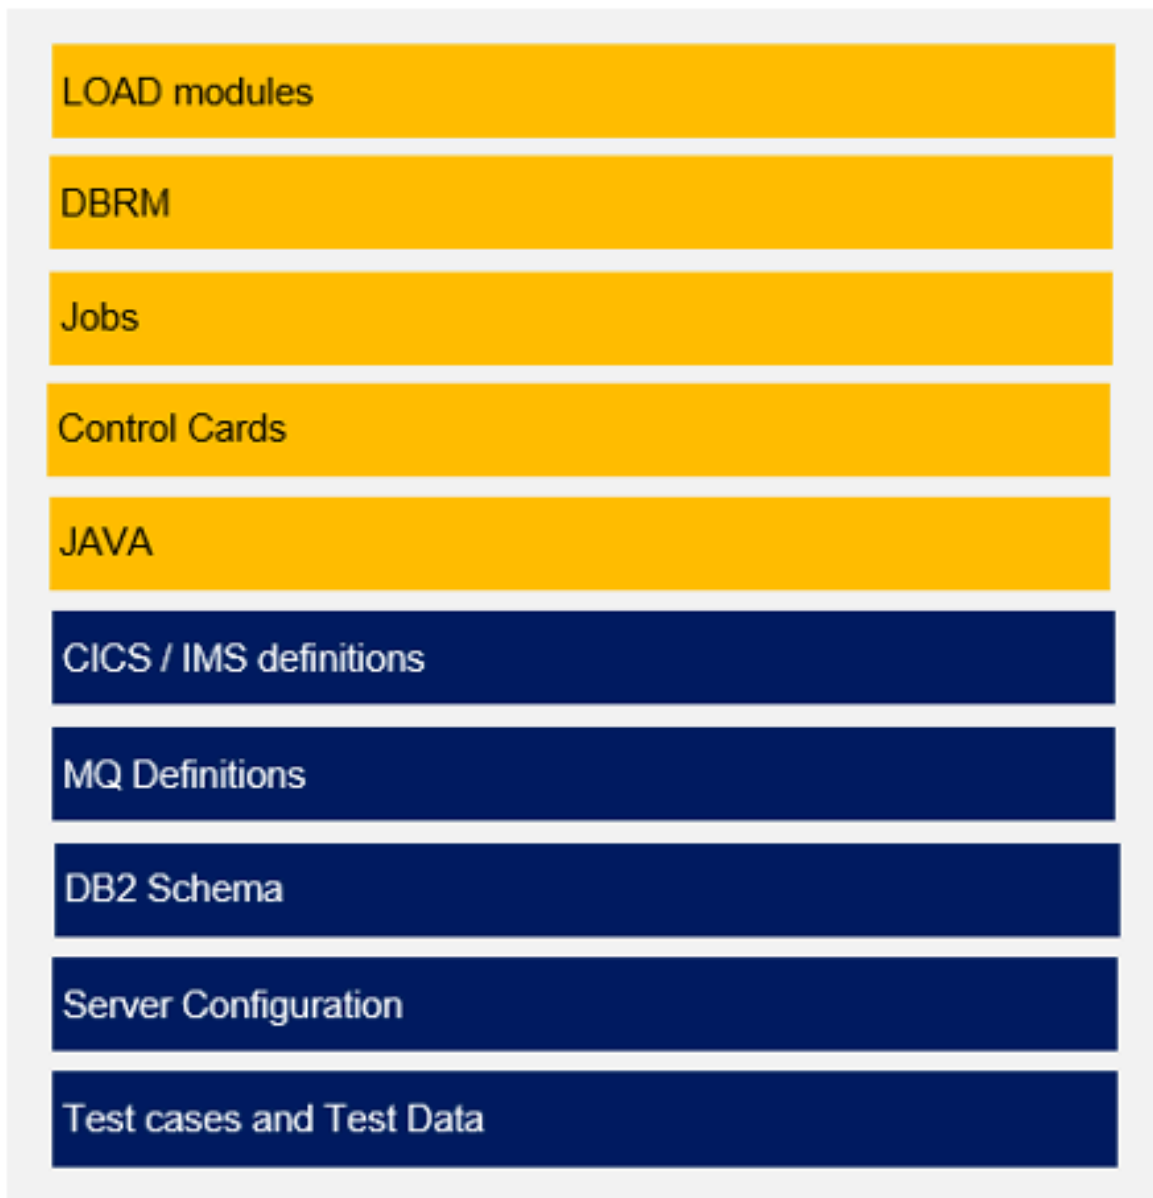 LOAD modules
DBRM
Jobs
Control Cards
JAVA
CICS / IMS definitions
MQ Definitions
DB2 Schema
Server Configuration
Test cases and Test Data